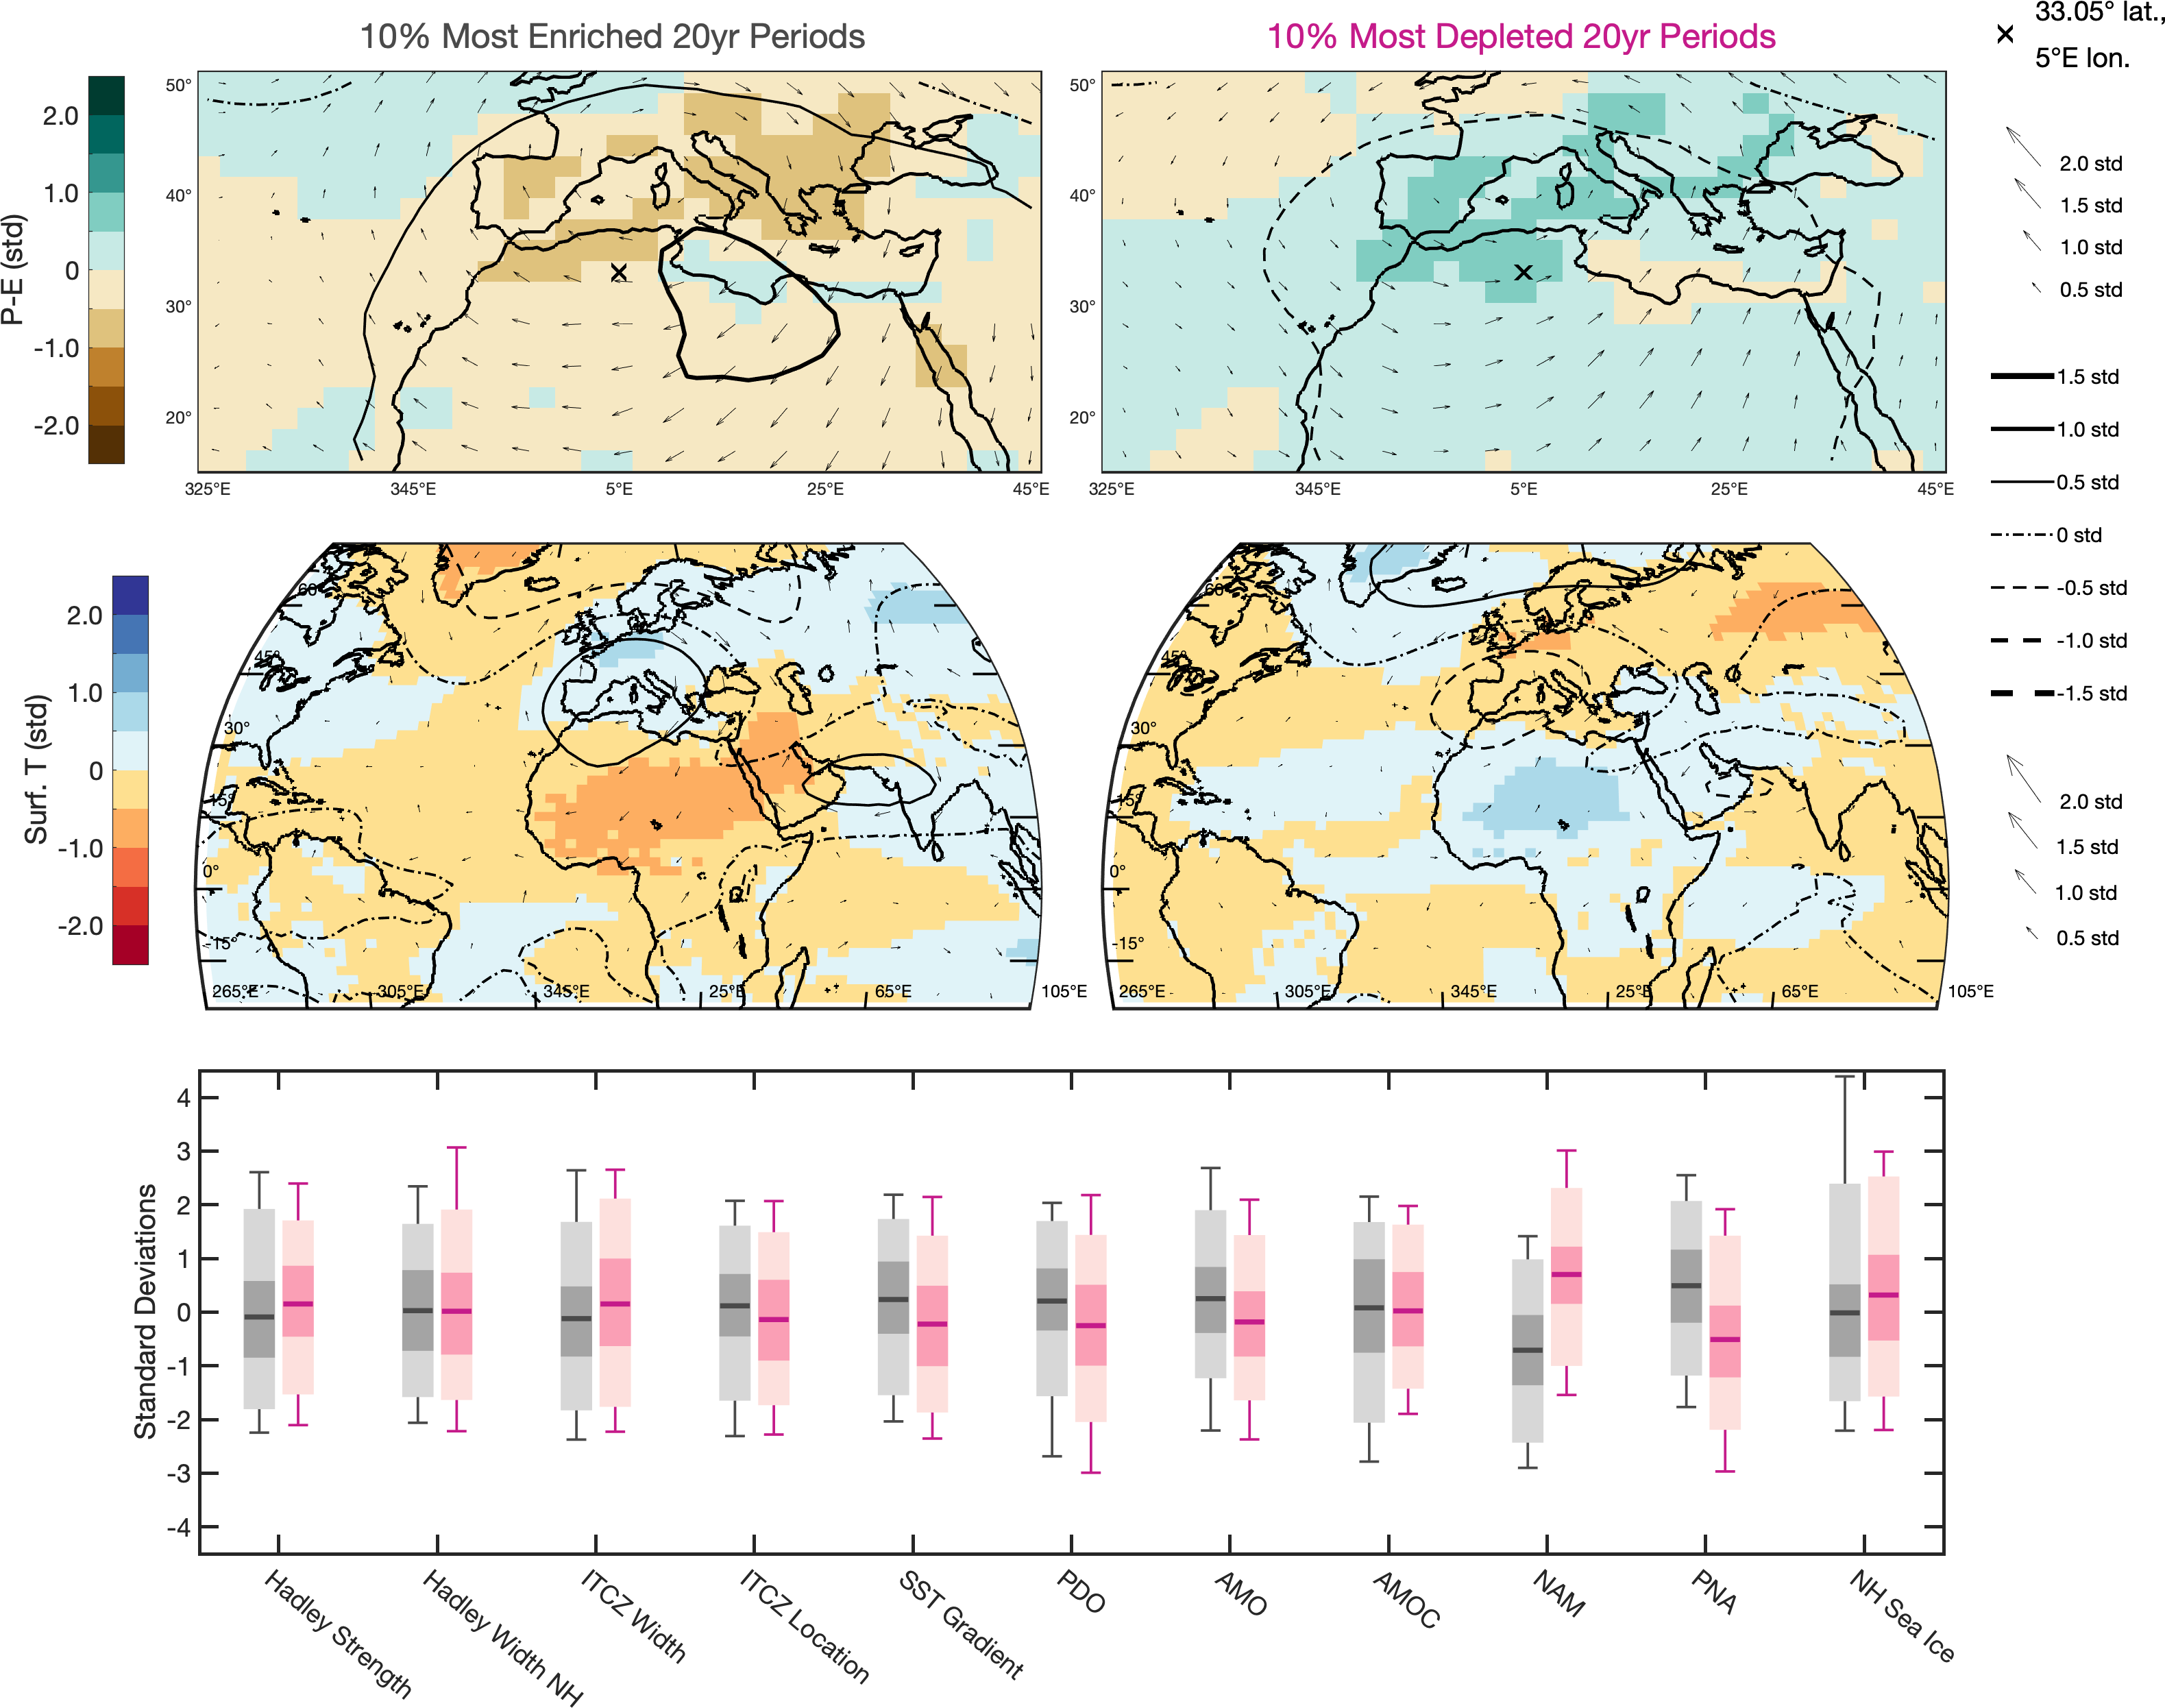 10% Most Enriched 20yr Periods
10% Most Depleted 20yr Periods
33.05° lat.,
5°E lon.
P-E (std)
2.0
1.0
0
-1.0
-2.0
50°
40°
30°
20°
325°E 345°E 5°E 25°E 45°E
50°
40°
30°
20°
325°E 345°E 5°E 25°E 45°E
2.0 std
1.5 std
1.0 std
0.5 std
1.5 std
1.0 std
0.5 std
0 std
-0.5 std
-1.0 std
-1.5 std
Surf. T (std)
2.0
1.0
0
-1.0
-2.0
60°
45°
30°
15°
0°
-15°
265°E 305°E 345°E 25°E 65°E 105°E
60°
45°
30°
15°
0°
-15°
265°E 305°E 345°E 25°E 65°E 105°E
2.0 std
1.5 std
1.0 std
0.5 std
Standard Deviations
4
3
2
1
0
-1
-2
-3
-4
Hadley Strength
Hadley Width NH
ITCZ Width
ITCZ Location
SST Gradient
PDO
AMO
AMOC
NAM
PNA
NH Sea Ice